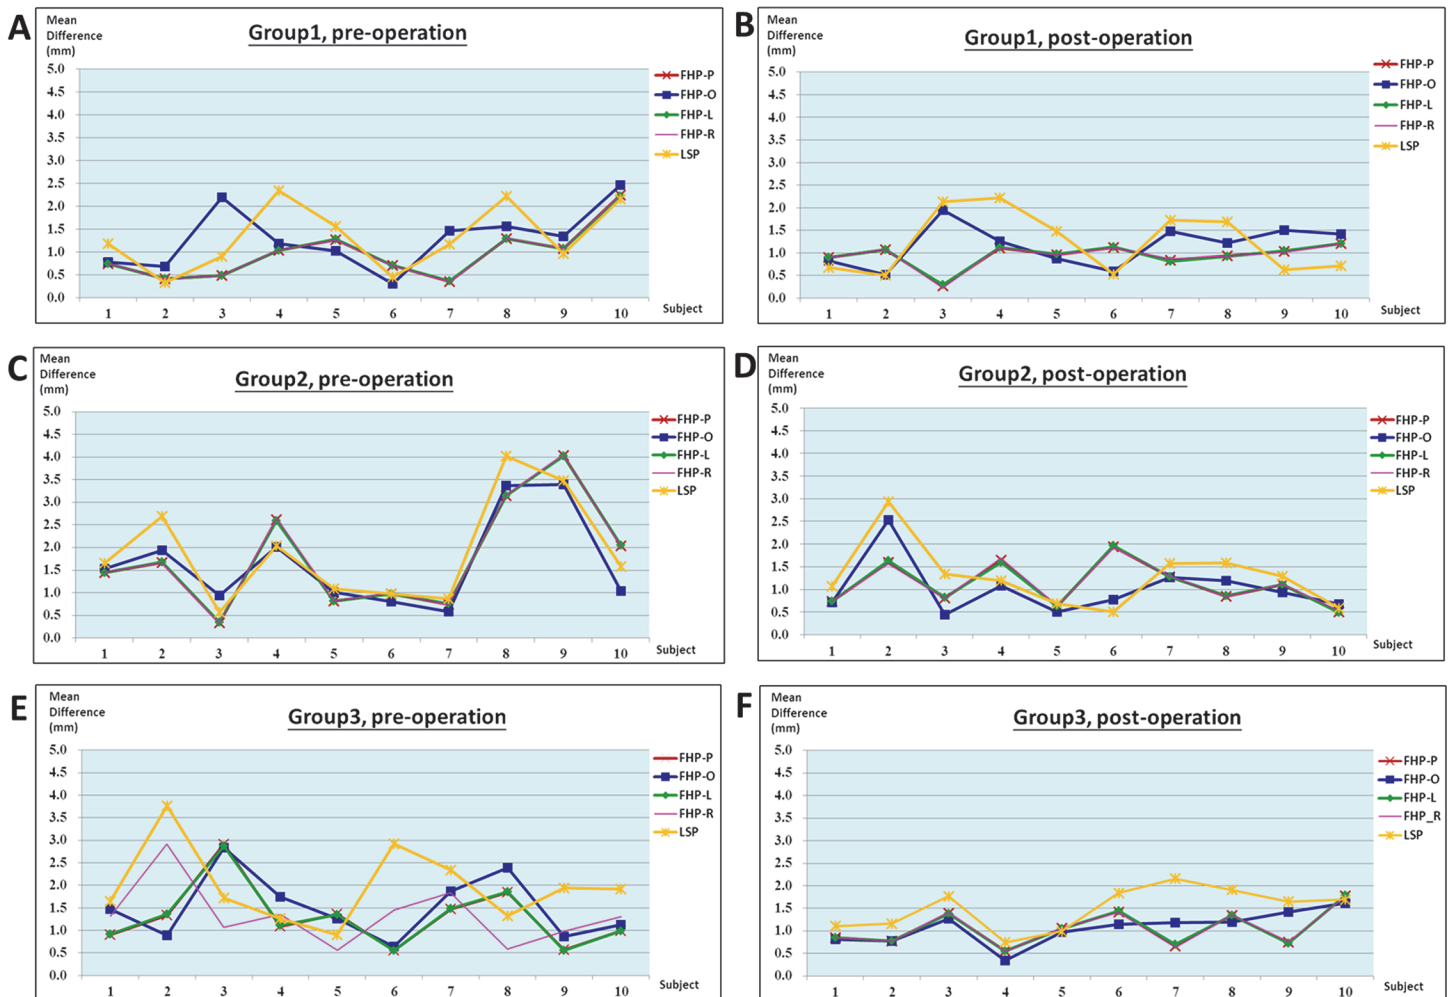 A
Mean
Difference
(mm)
Group1, pre-operation
5.0
4.5
4.0
3.5
3.0
2.5
2.0
1.5
1.0
0.5
0.0
1 2 3 4 5 6 7 8 9 10
Subject
FHP-P
FHP-O
FHP-L
FHP-R
LSP
B
Mean
Difference
(mm)
Group1, post-operation
5.0
4.5
4.0
3.5
3.0
2.5
2.0
1.5
1.0
0.5
0.0
1 2 3 4 5 6 7 8 9 10
Subject
FHP-P
FHP-O
FHP-L
FHP-R
LSP
C
Mean
Difference
(mm)
Group2, pre-operation
5.0
4.5
4.0
3.5
3.0
2.5
2.0
1.5
1.0
0.5
0.0
1 2 3 4 5 6 7 8 9 10
Subject
FHP-P
FHP-O
FHP-L
FHP-R
LSP
D
Mean
Difference
(mm)
Group2, post-operation
5.0
4.5
4.0
3.5
3.0
2.5
2.0
1.5
1.0
0.5
0.0
1 2 3 4 5 6 7 8 9 10
Subject
FHP-P
FHP-O
FHP-L
FHP-R
LSP
E
Mean
Difference
(mm)
Group3, pre-operation
5.0
4.5
4.0
3.5
3.0
2.5
2.0
1.5
1.0
0.5
0.0
1 2 3 4 5 6 7 8 9 10
Subject
FHP-P
FHP-O
FHP-L
FHP-R
LSP
F
Mean
Difference
(mm)
Group3, post-operation
5.0
4.5
4.0
3.5
3.0
2.5
2.0
1.5
1.0
0.5
0.0
1 2 3 4 5 6 7 8 9 10
Subject
FHP-P
FHP-O
FHP-L
FHP_R
LSP